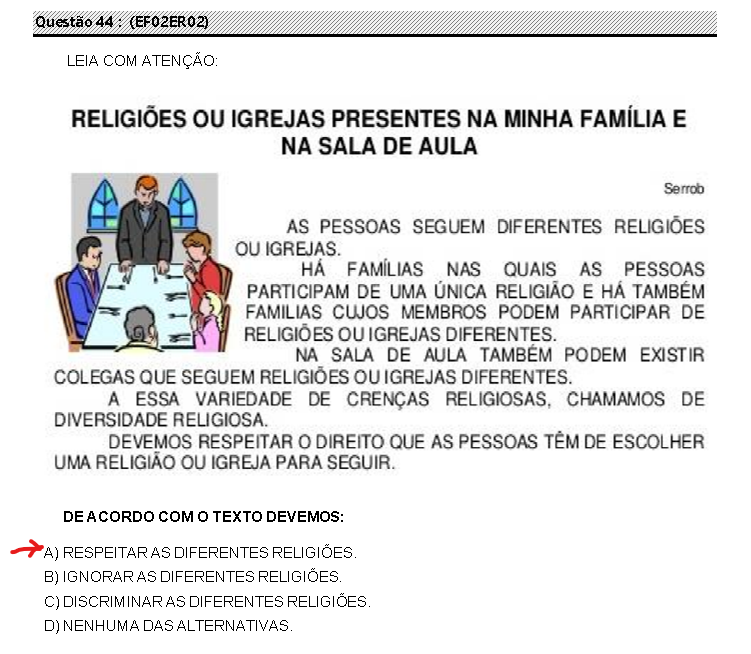 Questão 44 : (EF02ER02)
LEIA COM ATENÇÃO:
RELIGIÕES OU IGREJAS PRESENTES NA MINHA FAMÍLIA E
NA SALA DE AULA
Serrob
AS PESSOAS SEGUEM DIFERENTES RELIGIÕES
OU IGREJAS.
HÁ FAMÍLIAS NAS QUAIS AS PESSOAS
PARTICIPAM DE UMA ÚNICA RELIGIÃO E HÁ TAMBÉM
FAMILIAS CUJOS MEMBROS PODEM PARTICIPAR DE
RELIGIÕES OU IGREJAS DIFERENTES.
NA SALA DE AULA TAMBÉM PODEM EXISTIR
COLEGAS QUE SEGUEM RELIGIÕES OU IGREJAS DIFERENTES.
A ESSA VARIEDADE DE CRENÇAS RELIGIOSAS, CHAMAMOS DE
DIVERSIDADE RELIGIOSA.
DEVEMOS RESPEITAR O DIREITO QUE AS PESSOAS TÊM DE ESCOLHER
UMA RELIGIÃO OU IGREJA PARA SEGUIR.
DE ACORDO COM O TEXTO DEVEMOS:
A) RESPEITAR AS DIFERENTES RELIGIÕES.
B) IGNORAR AS DIFERENTES RELIGIÕES.
C) DISCRIMINAR AS DIFERENTES RELIGIÕES.
D) NENHUMA DAS ALTERNATIVAS.